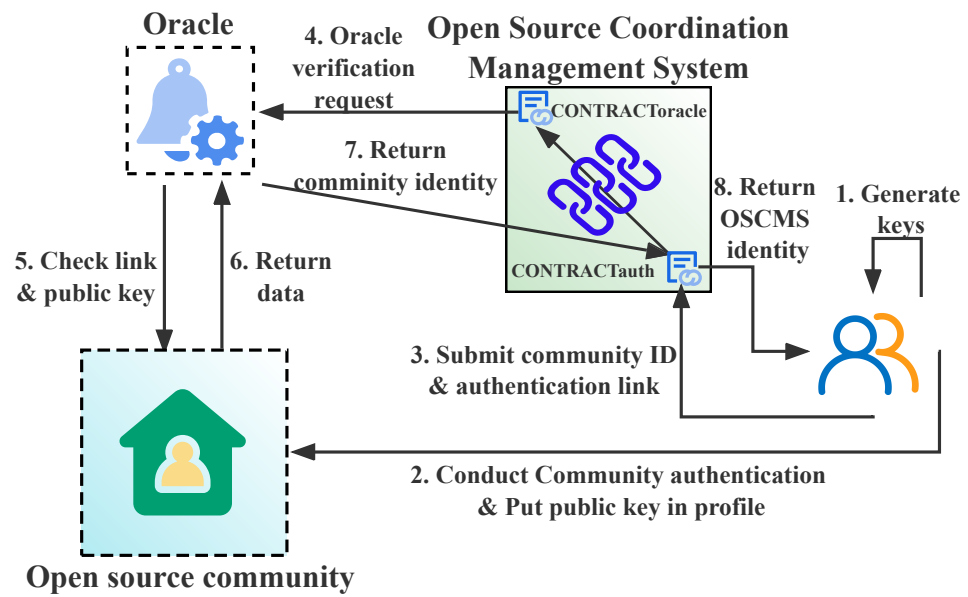 Oracle
4. Oracle
verification
request
Open Source Coordination
Management System
CONTRACToracle
7. Return
comminity identity
8. Return
OSCMS
identity
1. Generate
keys
CONTRACTauth
5. Check link
& public key
6. Return
data
3. Submit community ID
& authentication link
2. Conduct Community authentication
& Put public key in profile
Open source community